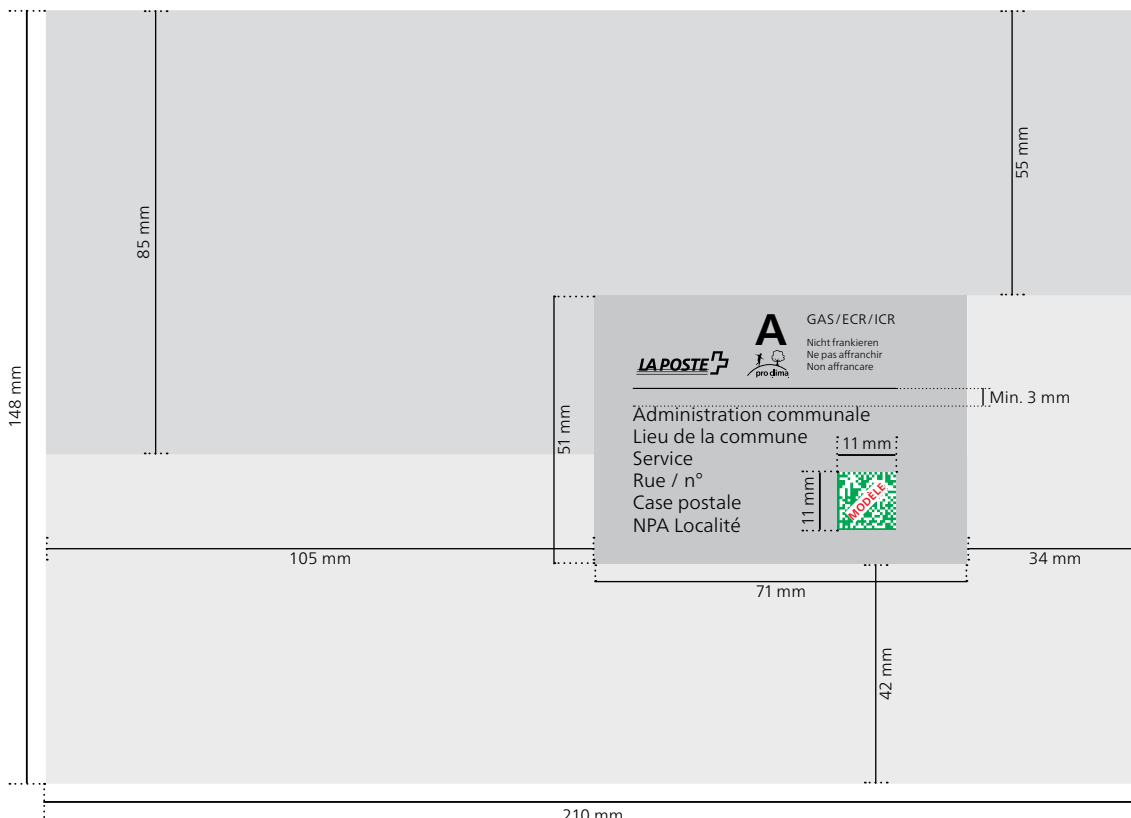 148 mm
85 mm
55 mm
A
GAS/ECR/ICR
Nicht frankieren
Ne pas affranchir
Non affrancare
LA POSTE
pro clima
Min. 3 mm
51 mm
Administration communale
Lieu de la commune
Service
Rue / n°
Case postale
NPA Localité
11 mm
11 mm
MODÈLE
105 mm
34 mm
71 mm
42 mm
210 mm